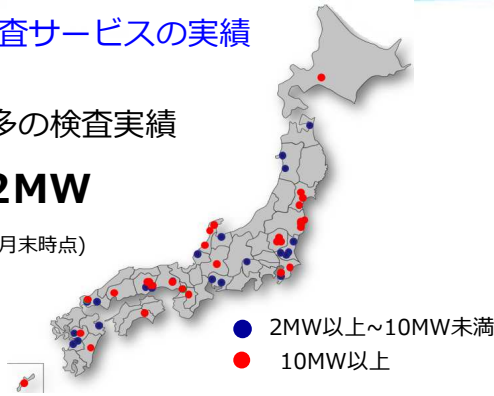 査サービスの実績
多の検査実績
2MW
月末時点)
2MW以上~10MW未満
10MW以上